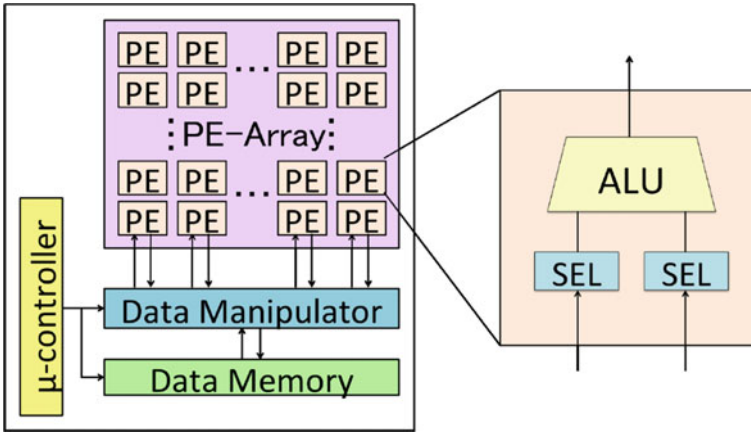 PE PE ... PE PE
PE PE PE PE
PE-Array
PE PE ... PE PE
PE PE PE PE
μ-controller
Data Manipulator
Data Memory
ALU
SEL SEL